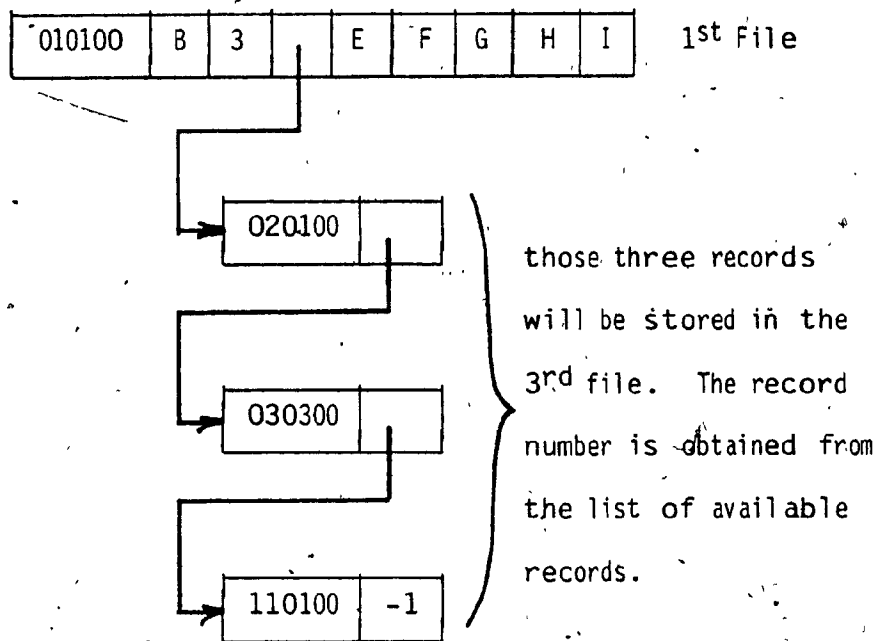 010100 B 3 E F G H I 1st File
020100
those three records
will be stored in the
3rd file. The record
030300
number is obtained from
the list of available
records.
110100 -1